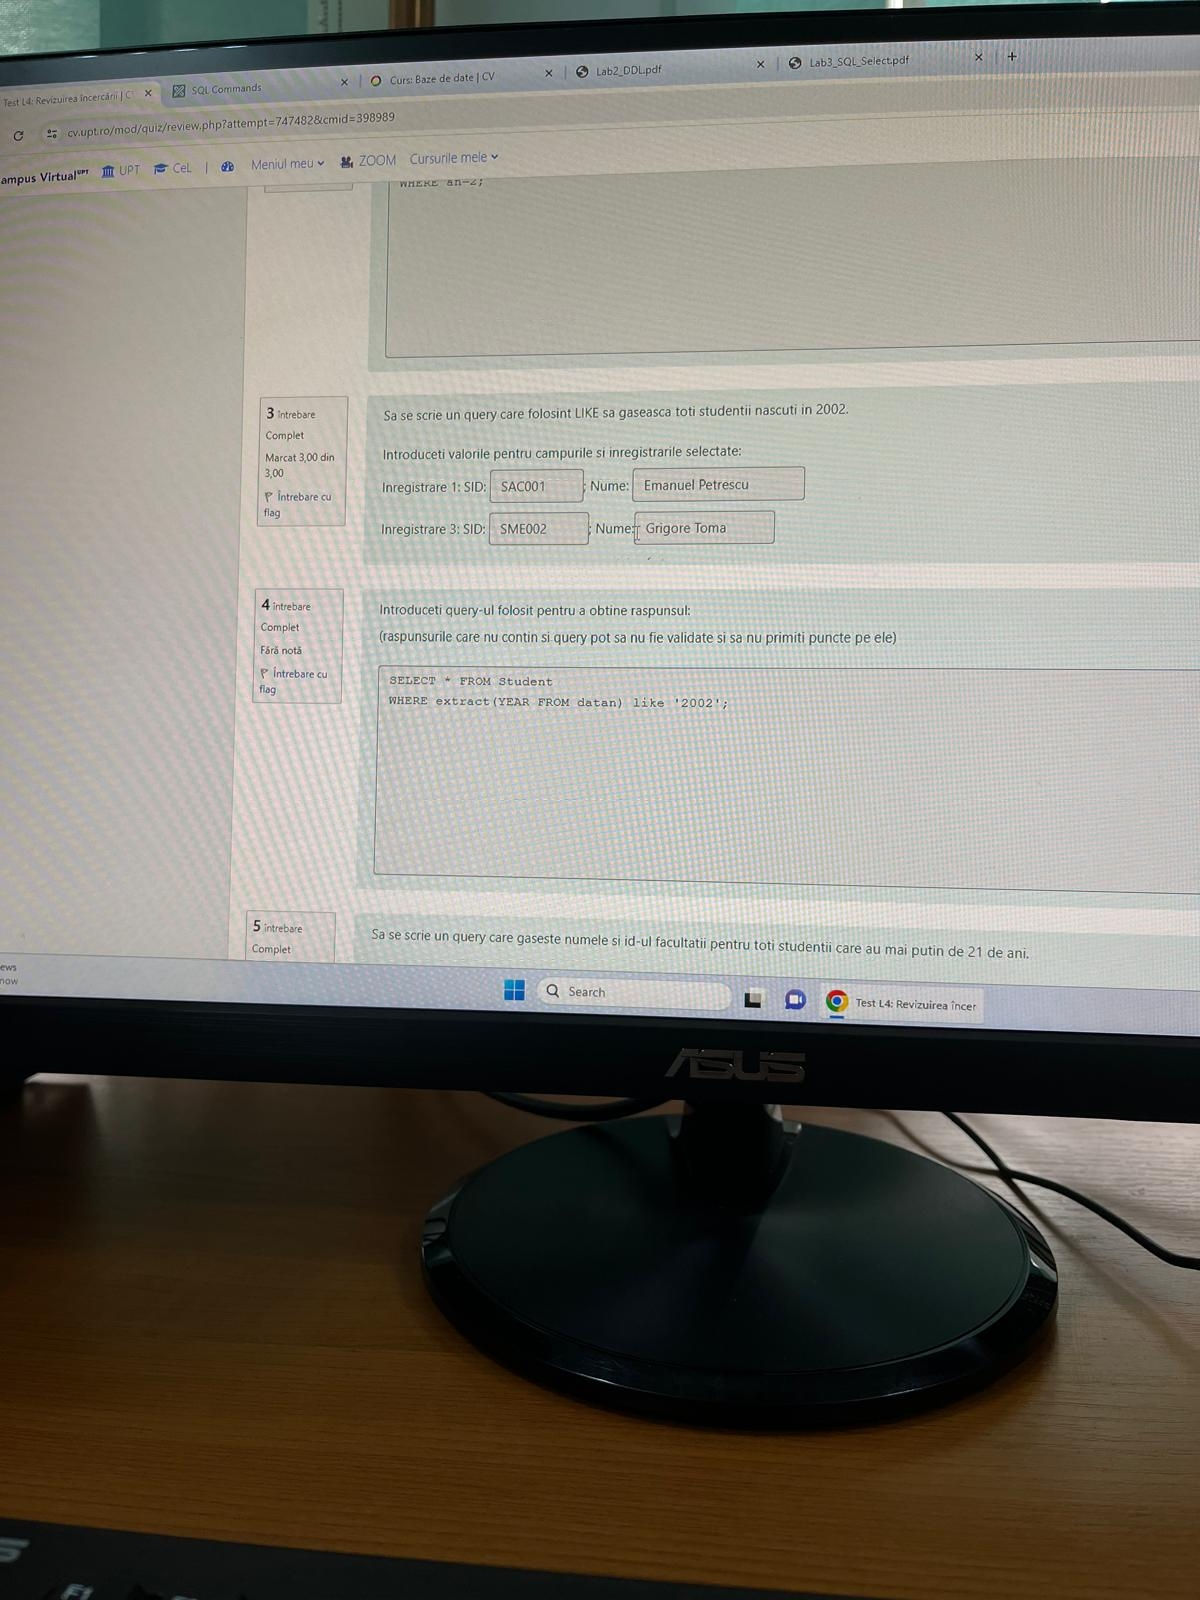 Test L4: Revizuirea încercării | C
SQL Commands
Curs: Baze de date | CV
Lab2_DDL.pdf
Lab3_SQL_Select.pdf
cv.upt.ro/mod/quiz/review.php?attempt=747482&cmid=398989
ampus Virtual UPT
UPT
CeL
Meniul meu
ZOOM
Cursurile mele
WHERE an=2;
3 întrebare
Complet
Marcat 3,00 din
3,00
Întrebare cu
flag
Sa se scrie un query care folosint LIKE sa gaseasca toti studentii nascuti in 2002.
Introduceti valorile pentru campurile si inregistrarile selectate:
Inregistrare 1: SID: SAC001 ; Nume: Emanuel Petrescu
Inregistrare 3: SID: SME002 ; Nume: Grigore Toma
4 întrebare
Complet
Fără notă
Întrebare cu
flag
Introduceti query-ul folosit pentru a obtine raspunsul:
(raspunsurile care nu contin si query pot sa nu fie validate si sa nu primiti puncte pe ele)
SELECT * FROM Student
WHERE extract(YEAR FROM datan) like '2002';
5 întrebare
Complet
Sa se scrie un query care gaseste numele si id-ul facultatii pentru toti studentii care au mai putin de 21 de ani.
ews
now
Search
Test L4: Revizuirea încer
ASUS
F1